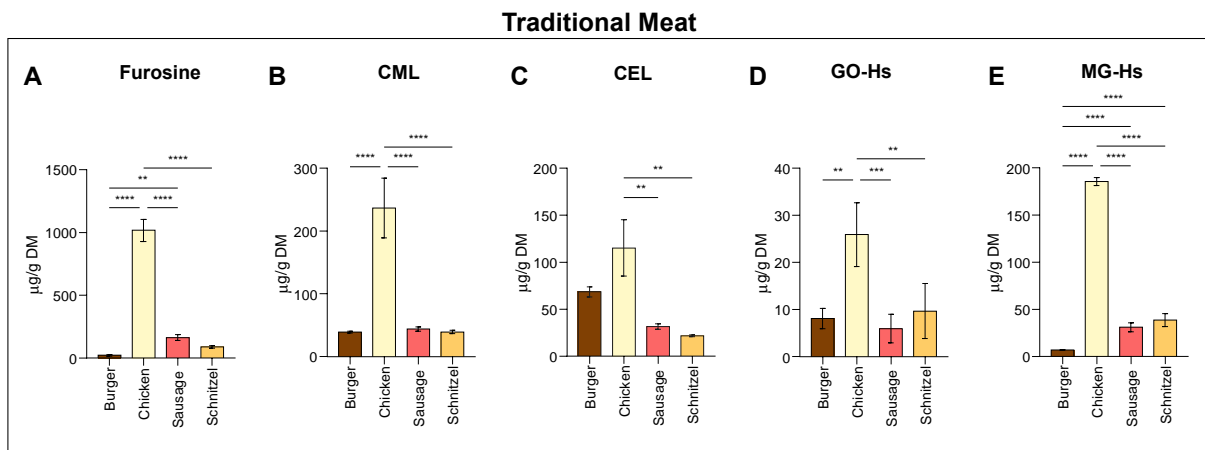 Traditional Meat
A
Furosine
µg/g DM
1500
1000
500
0
****
**
**** ****
Burger
Chicken
Sausage
Schnitzel
B
CML
µg/g DM
300
200
100
0
****
**** ****
Burger
Chicken
Sausage
Schnitzel
C
CEL
µg/g DM
200
150
100
50
0
**
**
Burger
Chicken
Sausage
Schnitzel
D
GO-Hs
µg/g DM
40
30
20
10
0
**
** ***
Burger
Chicken
Sausage
Schnitzel
E
MG-Hs
µg/g DM
200
150
100
50
0
****
****
****
**** ****
Burger
Chicken
Sausage
Schnitzel